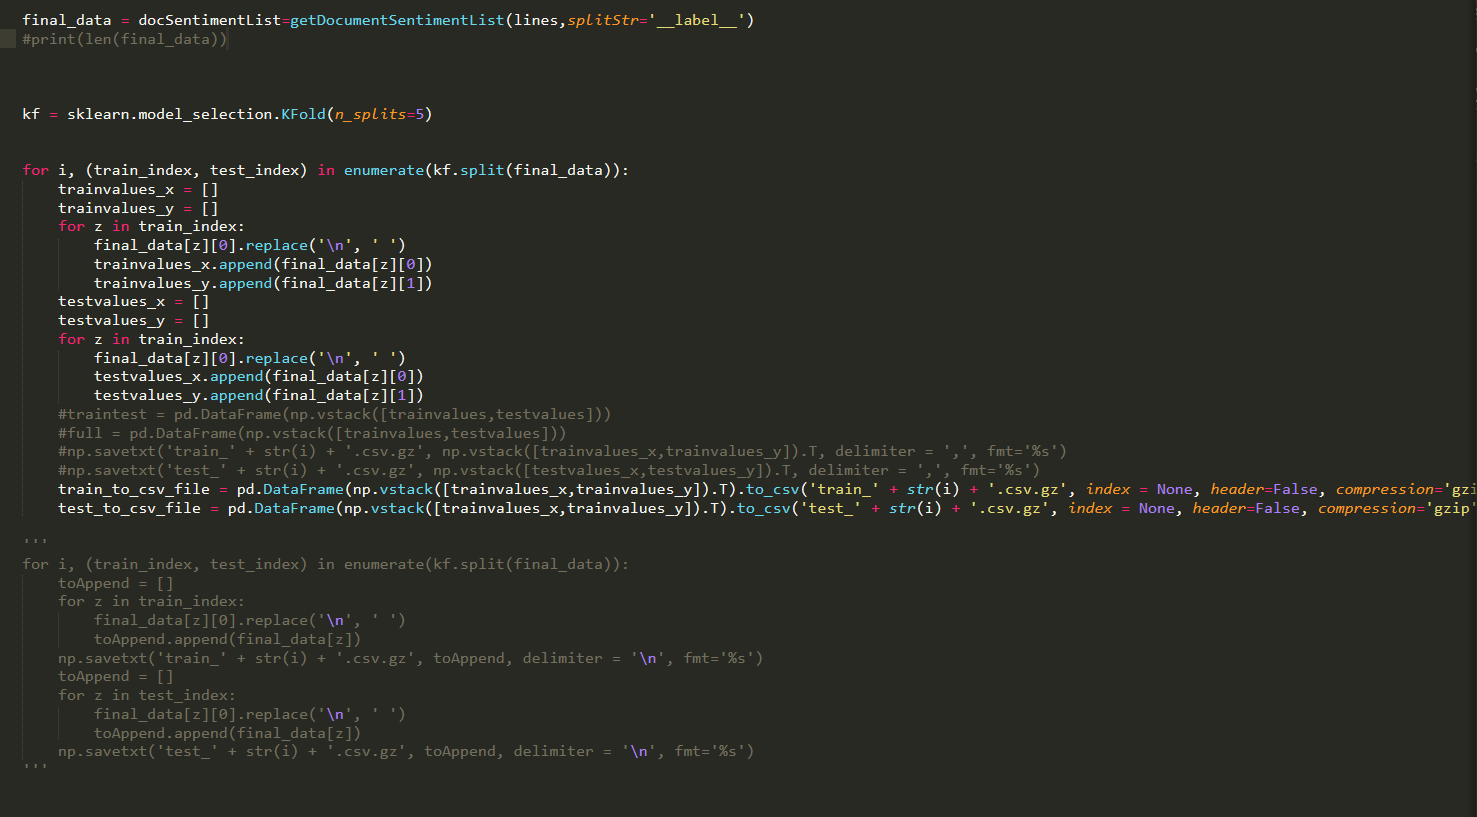 final_data = docSentimentList=getDocumentSentimentList(lines,splitStr='__label__')
#print(len(final_data))
kf = sklearn.model_selection.KFold(n_splits=5)
for i, (train_index, test_index) in enumerate(kf.split(final_data)):
    trainvalues_x = []
    trainvalues_y = []
    for z in train_index:
        final_data[z][0].replace('\n', ' ')
        trainvalues_x.append(final_data[z][0])
        trainvalues_y.append(final_data[z][1])
    testvalues_x = []
    testvalues_y = []
    for z in train_index:
        final_data[z][0].replace('\n', ' ')
        testvalues_x.append(final_data[z][0])
        testvalues_y.append(final_data[z][1])
    #traintest = pd.DataFrame(np.vstack([trainvalues,testvalues]))
    #full = pd.DataFrame(np.vstack([trainvalues,testvalues]))
    #np.savetxt('train_' + str(i) + '.csv.gz', np.vstack([trainvalues_x,trainvalues_y]).T, delimiter = ',', fmt='%s')
    #np.savetxt('test_' + str(i) + '.csv.gz', np.vstack([testvalues_x,testvalues_y]).T, delimiter = ',', fmt='%s')
    train_to_csv_file = pd.DataFrame(np.vstack([trainvalues_x,trainvalues_y]).T).to_csv('train_' + str(i) + '.csv.gz', index = None, header=False, compression='gzi
    test_to_csv_file = pd.DataFrame(np.vstack([trainvalues_x,trainvalues_y]).T).to_csv('test_' + str(i) + '.csv.gz', index = None, header=False, compression='gzip'
'''
for i, (train_index, test_index) in enumerate(kf.split(final_data)):
    toAppend = []
    for z in train_index:
        final_data[z][0].replace('\n', ' ')
        toAppend.append(final_data[z])
    np.savetxt('train_' + str(i) + '.csv.gz', toAppend, delimiter = '\n', fmt='%s')
    toAppend = []
    for z in test_index:
        final_data[z][0].replace('\n', ' ')
        toAppend.append(final_data[z])
    np.savetxt('test_' + str(i) + '.csv.gz', toAppend, delimiter = '\n', fmt='%s')
'''